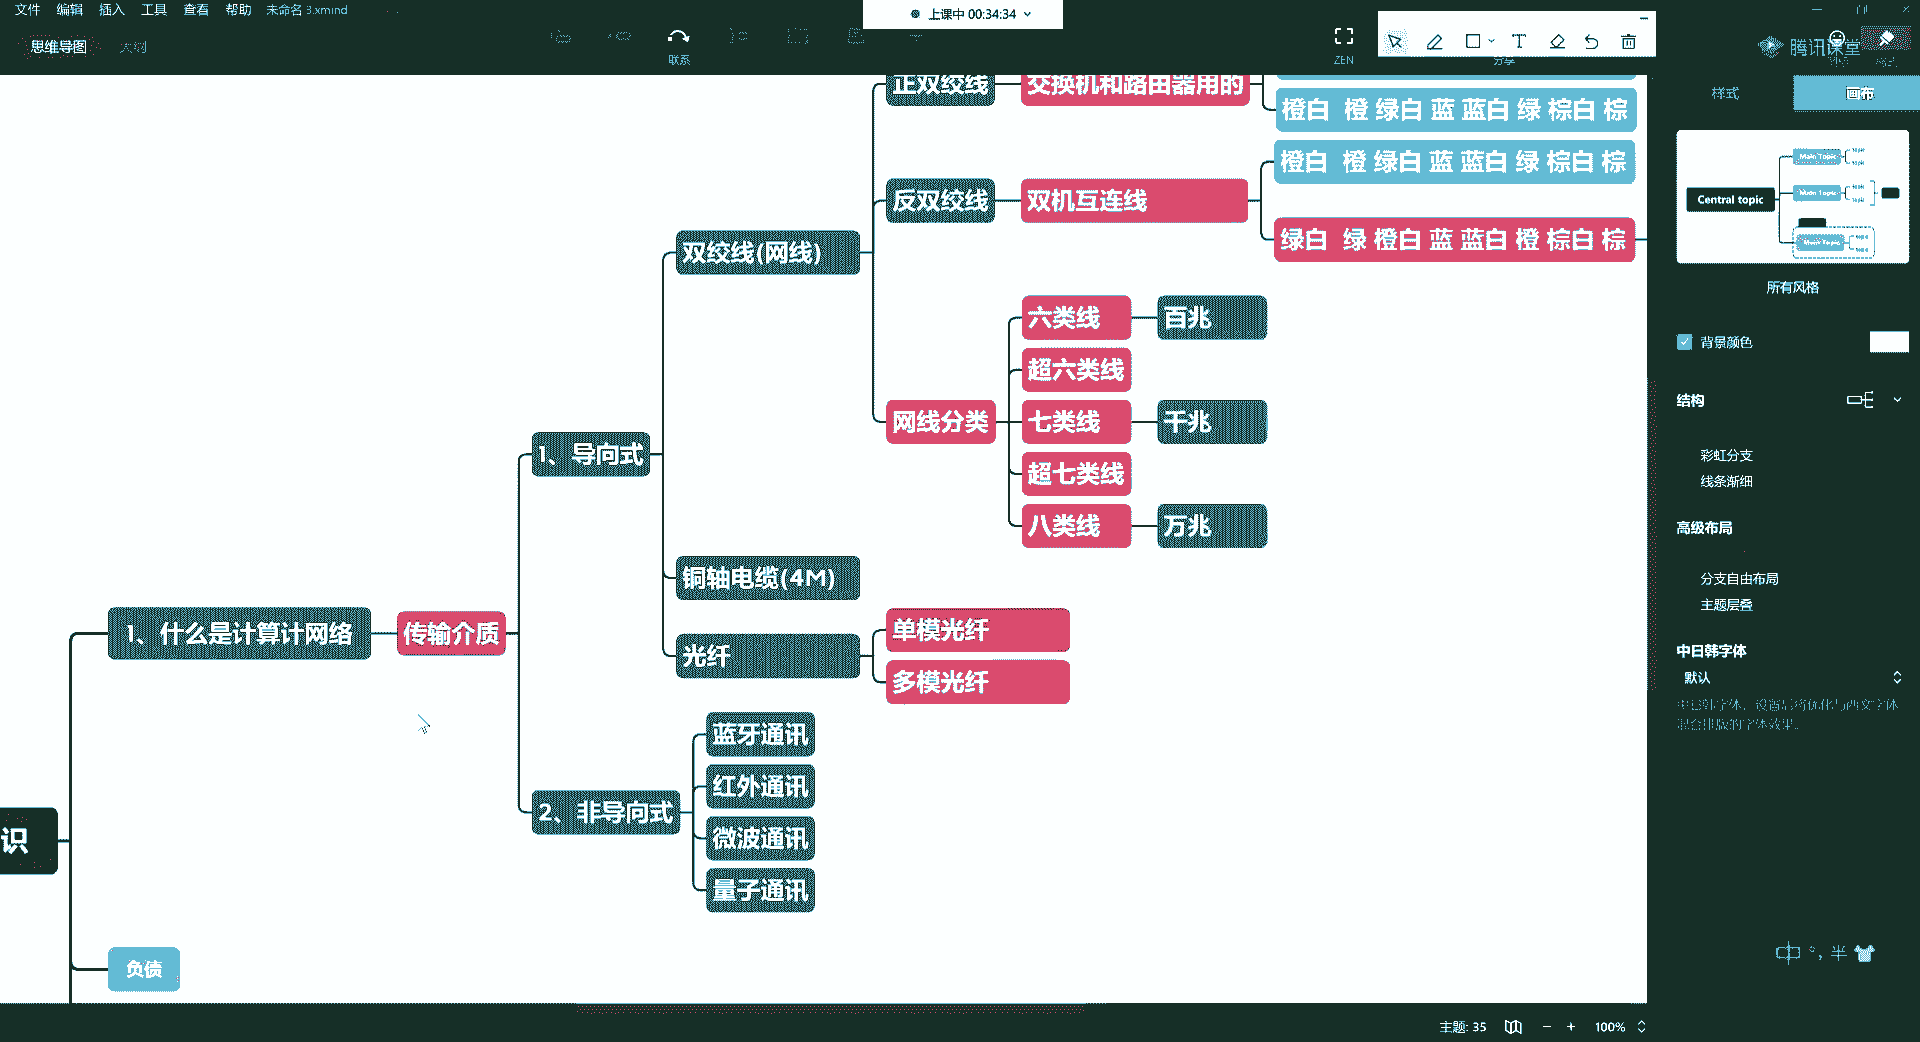 文件 编辑 插入 工具 查看 帮助 未命名 3.xmind
上课中 00:34:34
思维导图 大纲
联系
ZEN
分享
腾讯课堂
格式
样式 画布
正双绞线 交换机和路由器用的
橙白 橙 绿白 蓝 蓝白 绿 棕白 棕
橙白 橙 绿白 蓝 蓝白 绿 棕白 棕
反双绞线 双机互连线
绿白 绿 橙白 蓝 蓝白 橙 棕白 棕
双绞线(网线)
六类线 百兆
超六类线
网线分类 七类线 千兆
超七类线
八类线 万兆
1、导向式
铜轴电缆(4M)
1、什么是计算计网络 传输介质
单模光纤
光纤
多模光纤
蓝牙通讯
红外通讯
2、非导向式
微波通讯
量子通讯
识
负债
Central topic
Main Topic
Main Topic
Main Topic
所有风格
背景颜色
结构
彩虹分支
线条渐细
高级布局
分支自由布局
主题层叠
中日韩字体
默认
中日韩字体，设置后将优化与西文字体
混合排版的字体效果。
中 °, 半
主题: 35 100%